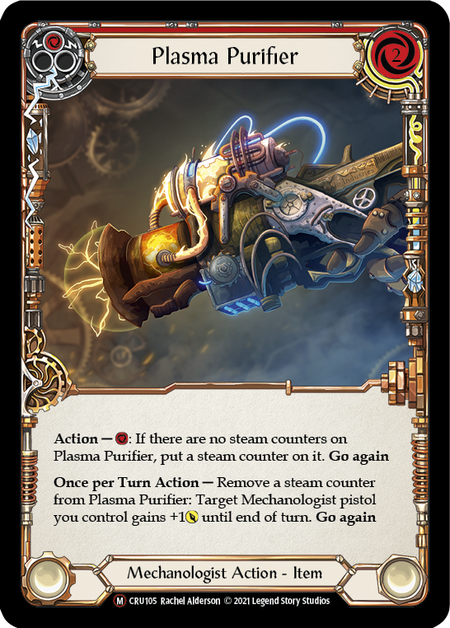 Plasma Purifier
2
Action — : If there are no steam counters on
Plasma Purifier, put a steam counter on it. Go again
Once per Turn Action — Remove a steam counter
from Plasma Purifier: Target Mechanologist pistol
you control gains +1 until end of turn. Go again
Mechanologist Action - Item
M CRU105 Rachel Alderson © 2021 Legend Story Studios